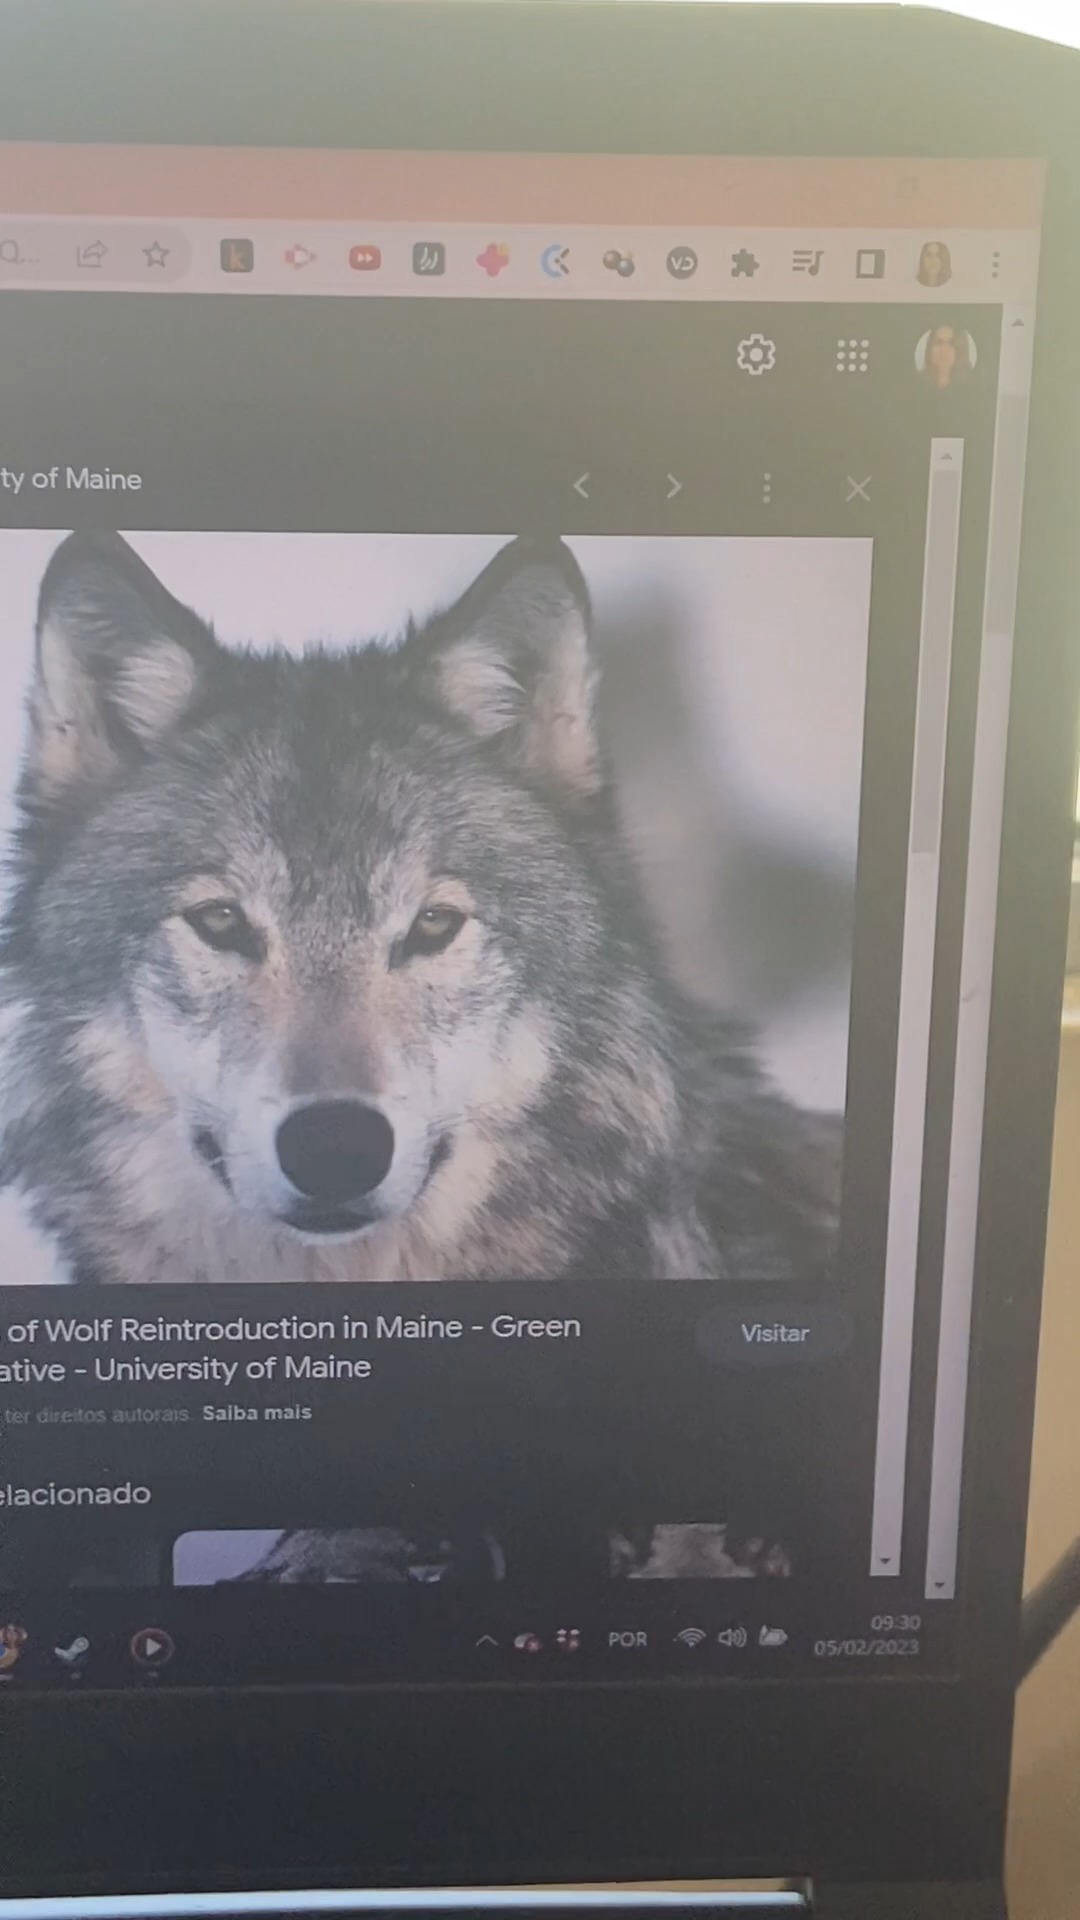 Q...
VD
ty of Maine
of Wolf Reintroduction in Maine - Green
ative - University of Maine
Visitar
ter direitos autorais. Saiba mais
elacionado
POR
09:30
05/02/2023